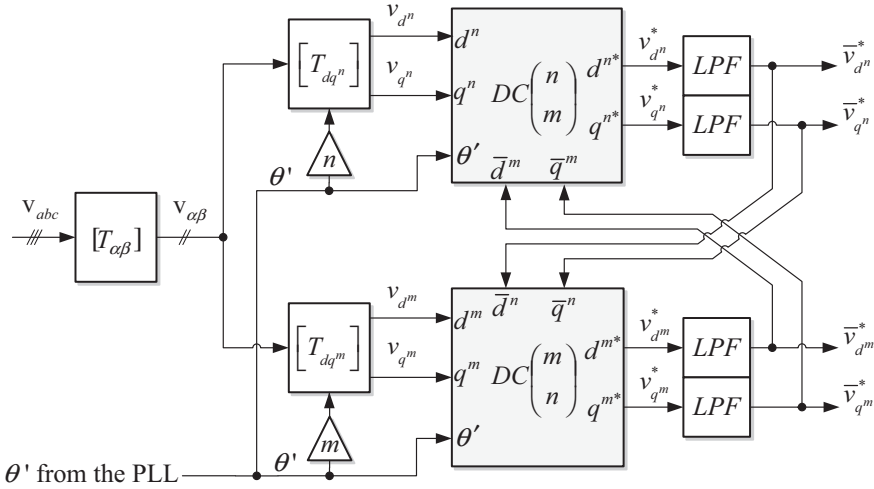 v_{d^n}
v_{q^n}
[T_{dq^n}]
d^n
q^n
θ'
DC(n m)
d^{n*}
q^{n*}
d̄^m
q̄^m
v^*_{d^n}
v^*_{q^n}
LPF
LPF
v̄^*_{d^n}
v̄^*_{q^n}
n
θ'
v_{abc}
[T_{αβ}]
v_{αβ}
v_{d^m}
v_{q^m}
[T_{dq^m}]
d̄^n
q̄^n
d^m
q^m
θ'
DC(m n)
d^{m*}
q^{m*}
v^*_{d^m}
v^*_{q^m}
LPF
LPF
v̄^*_{d^m}
v̄^*_{q^m}
m
θ'
θ' from the PLL